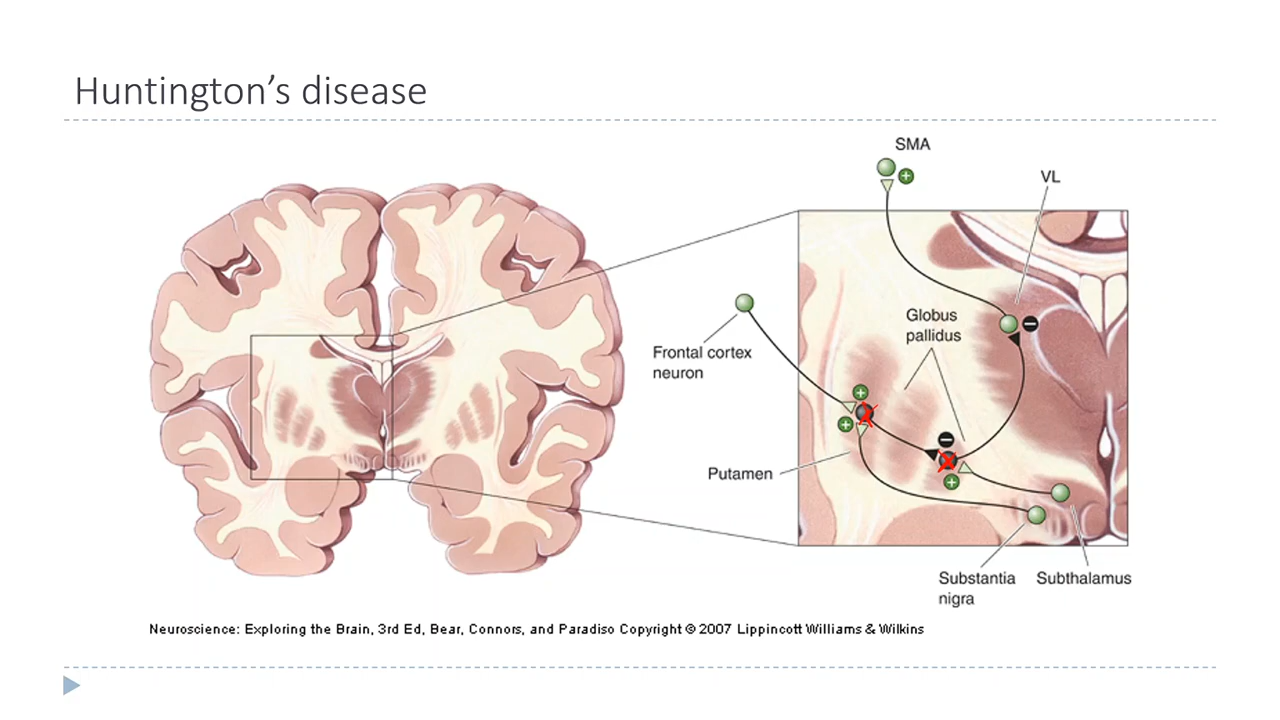 Huntington’s disease
SMA
VL
Globus
pallidus
Frontal cortex
neuron
Putamen
Substantia
nigra
Subthalamus
Neuroscience: Exploring the Brain, 3rd Ed, Bear, Connors, and Paradiso Copyright © 2007 Lippincott Williams & Wilkins